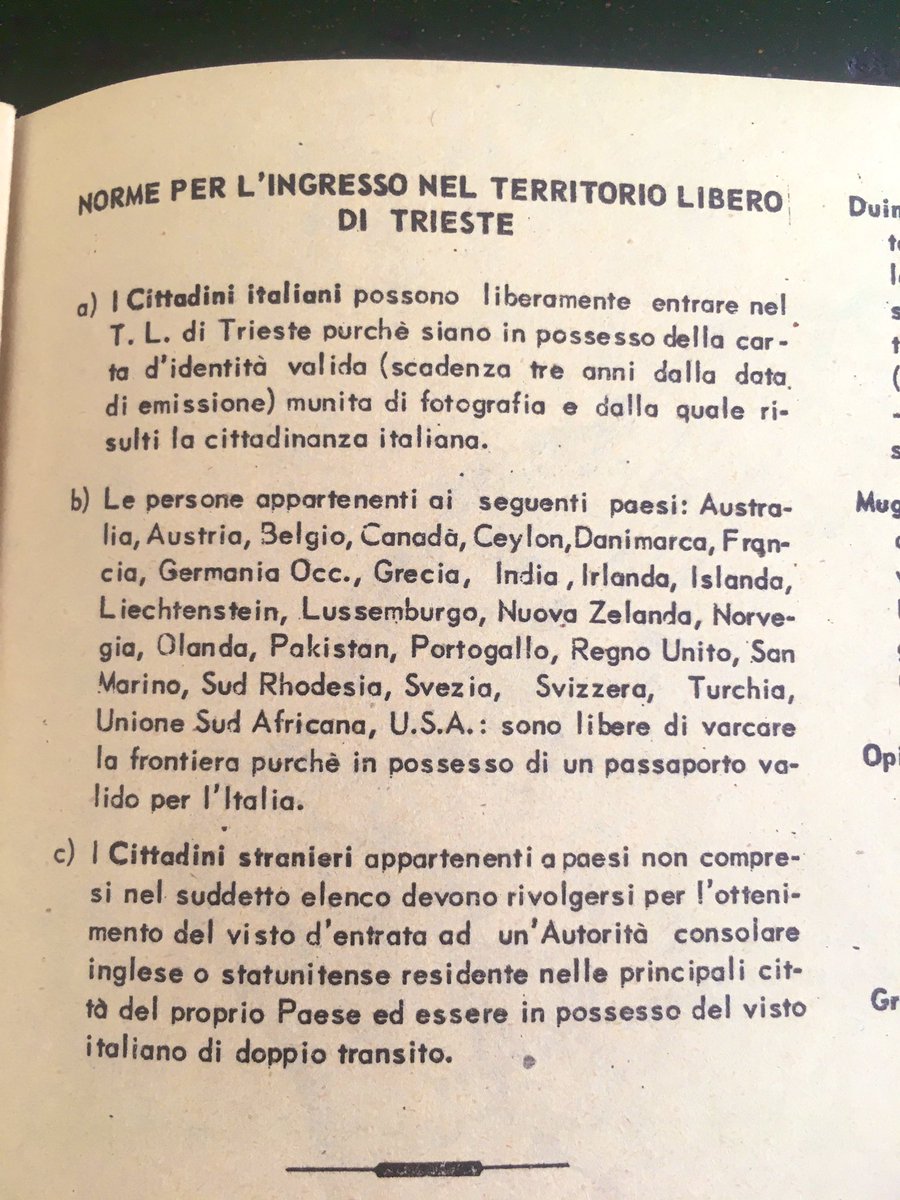 NORME PER L'INGRESSO NEL TERRITORIO LIBERO
DI TRIESTE
a) I Cittadini italiani possono liberamente entrare nel
T. L. di Trieste purchè siano in possesso della car-
ta d'identità valida (scadenza tre anni dalla data
di emissione) munita di fotografia e dalla quale ri-
sulti la cittadinanza italiana.
b) Le persone appartenenti ai seguenti paesi: Austra-
lia, Austria, Belgio, Canadà, Ceylon, Danimarca, Fran-
cia, Germania Occ., Grecia, India, Irlanda, Islanda,
Liechtenstein, Lussemburgo, Nuova Zelanda, Norve-
gia, Olanda, Pakistan, Portogallo, Regno Unito, San
Marino, Sud Rhodesia, Svezia, Svizzera, Turchia,
Unione Sud Africana, U.S.A.: sono libere di varcare
la frontiera purchè in possesso di un passaporto va-
lido per l'Italia.
c) I Cittadini stranieri appartenenti a paesi non compre-
si nel suddetto elenco devono rivolgersi per l'otteni-
mento del visto d'entrata ad un'Autorità consolare
inglese o statunitense residente nelle principali cit-
tà del proprio Paese ed essere in possesso del visto
italiano di doppio transito.